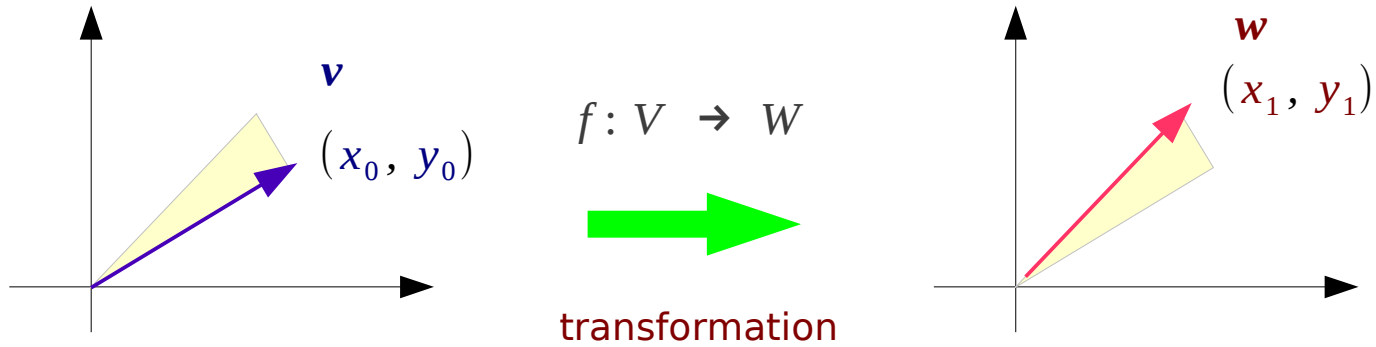 v
(x₀, y₀)
f : V → W
transformation
w
(x₁, y₁)